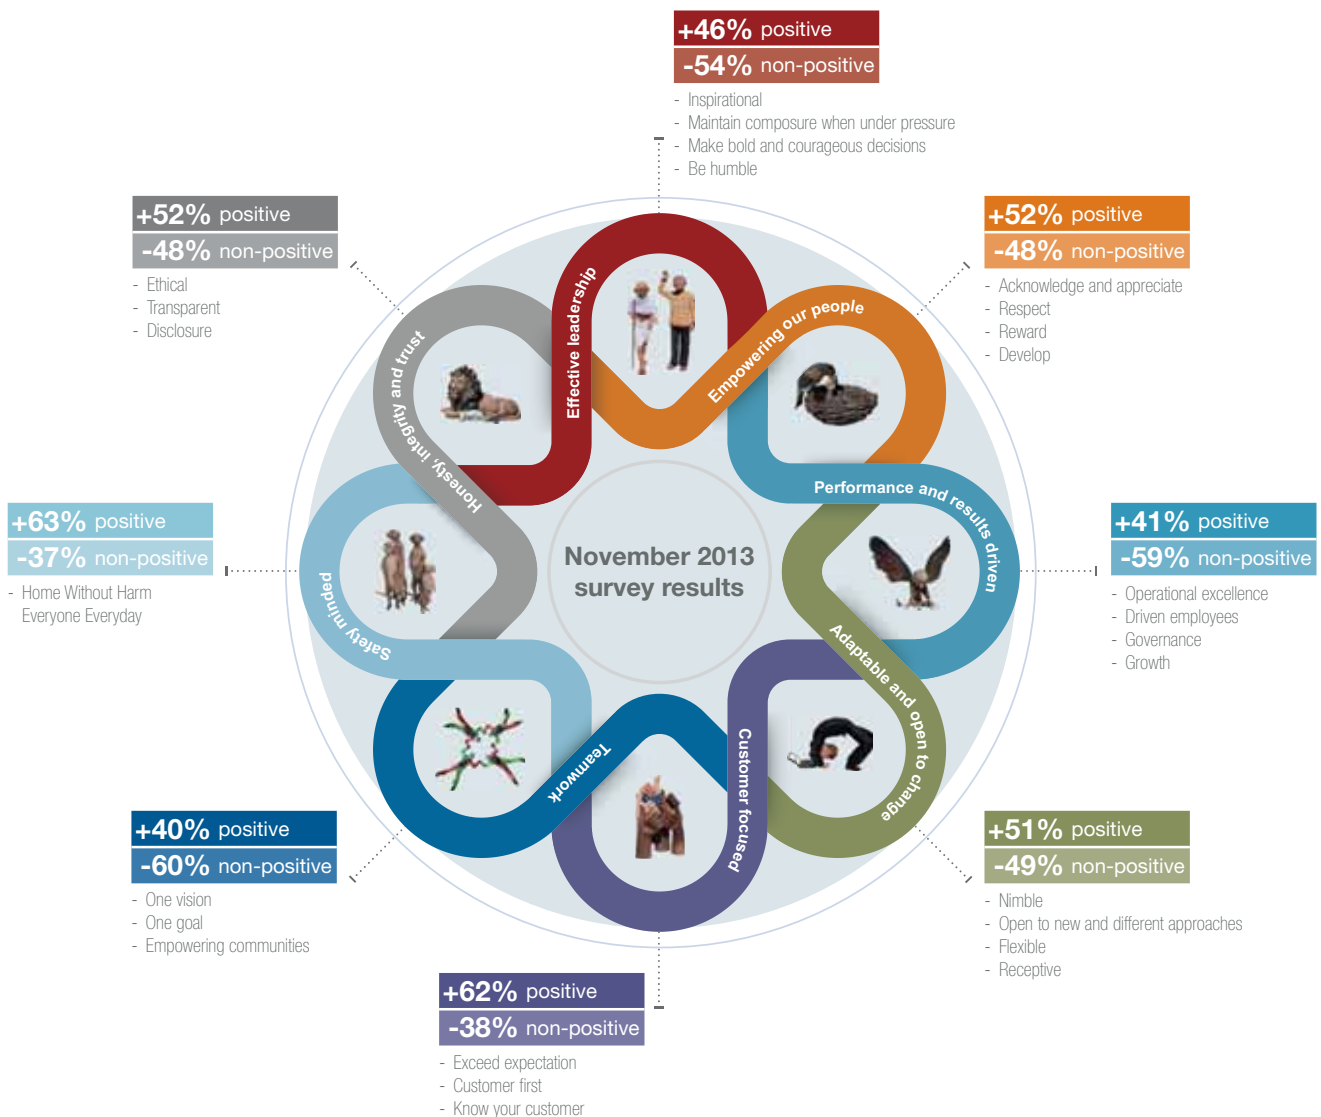 +46% positive
-54% non-positive
- Inspirational
- Maintain composure when under pressure
- Make bold and courageous decisions
- Be humble
+52% positive
-48% non-positive
- Ethical
- Transparent
- Disclosure
+52% positive
-48% non-positive
- Acknowledge and appreciate
- Respect
- Reward
- Develop
Effective leadership
Empowering our people
Honesty, integrity and trust
Performance and results driven
+63% positive
-37% non-positive
- Home Without Harm
Everyone Everyday
November 2013
survey results
+41% positive
-59% non-positive
- Operational excellence
- Driven employees
- Governance
- Growth
Safety minded
Adaptable and open to change
Teamwork
Customer focused
+40% positive
-60% non-positive
- One vision
- One goal
- Empowering communities
+51% positive
-49% non-positive
- Nimble
- Open to new and different approaches
- Flexible
- Receptive
+62% positive
-38% non-positive
- Exceed expectation
- Customer first
- Know your customer